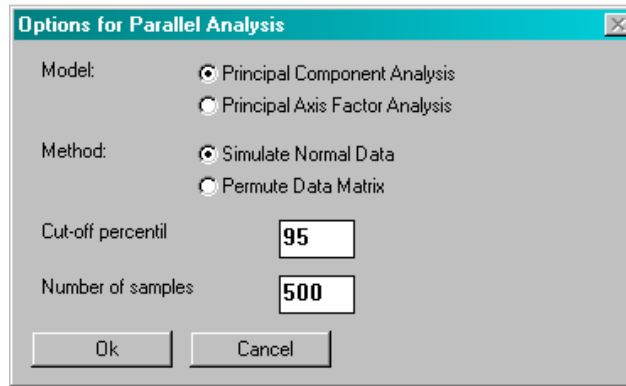 Options for Parallel Analysis
Model: Principal Component Analysis
Principal Axis Factor Analysis
Method: Simulate Normal Data
Permute Data Matrix
Cut-off percentil 95
Number of samples 500
Ok Cancel